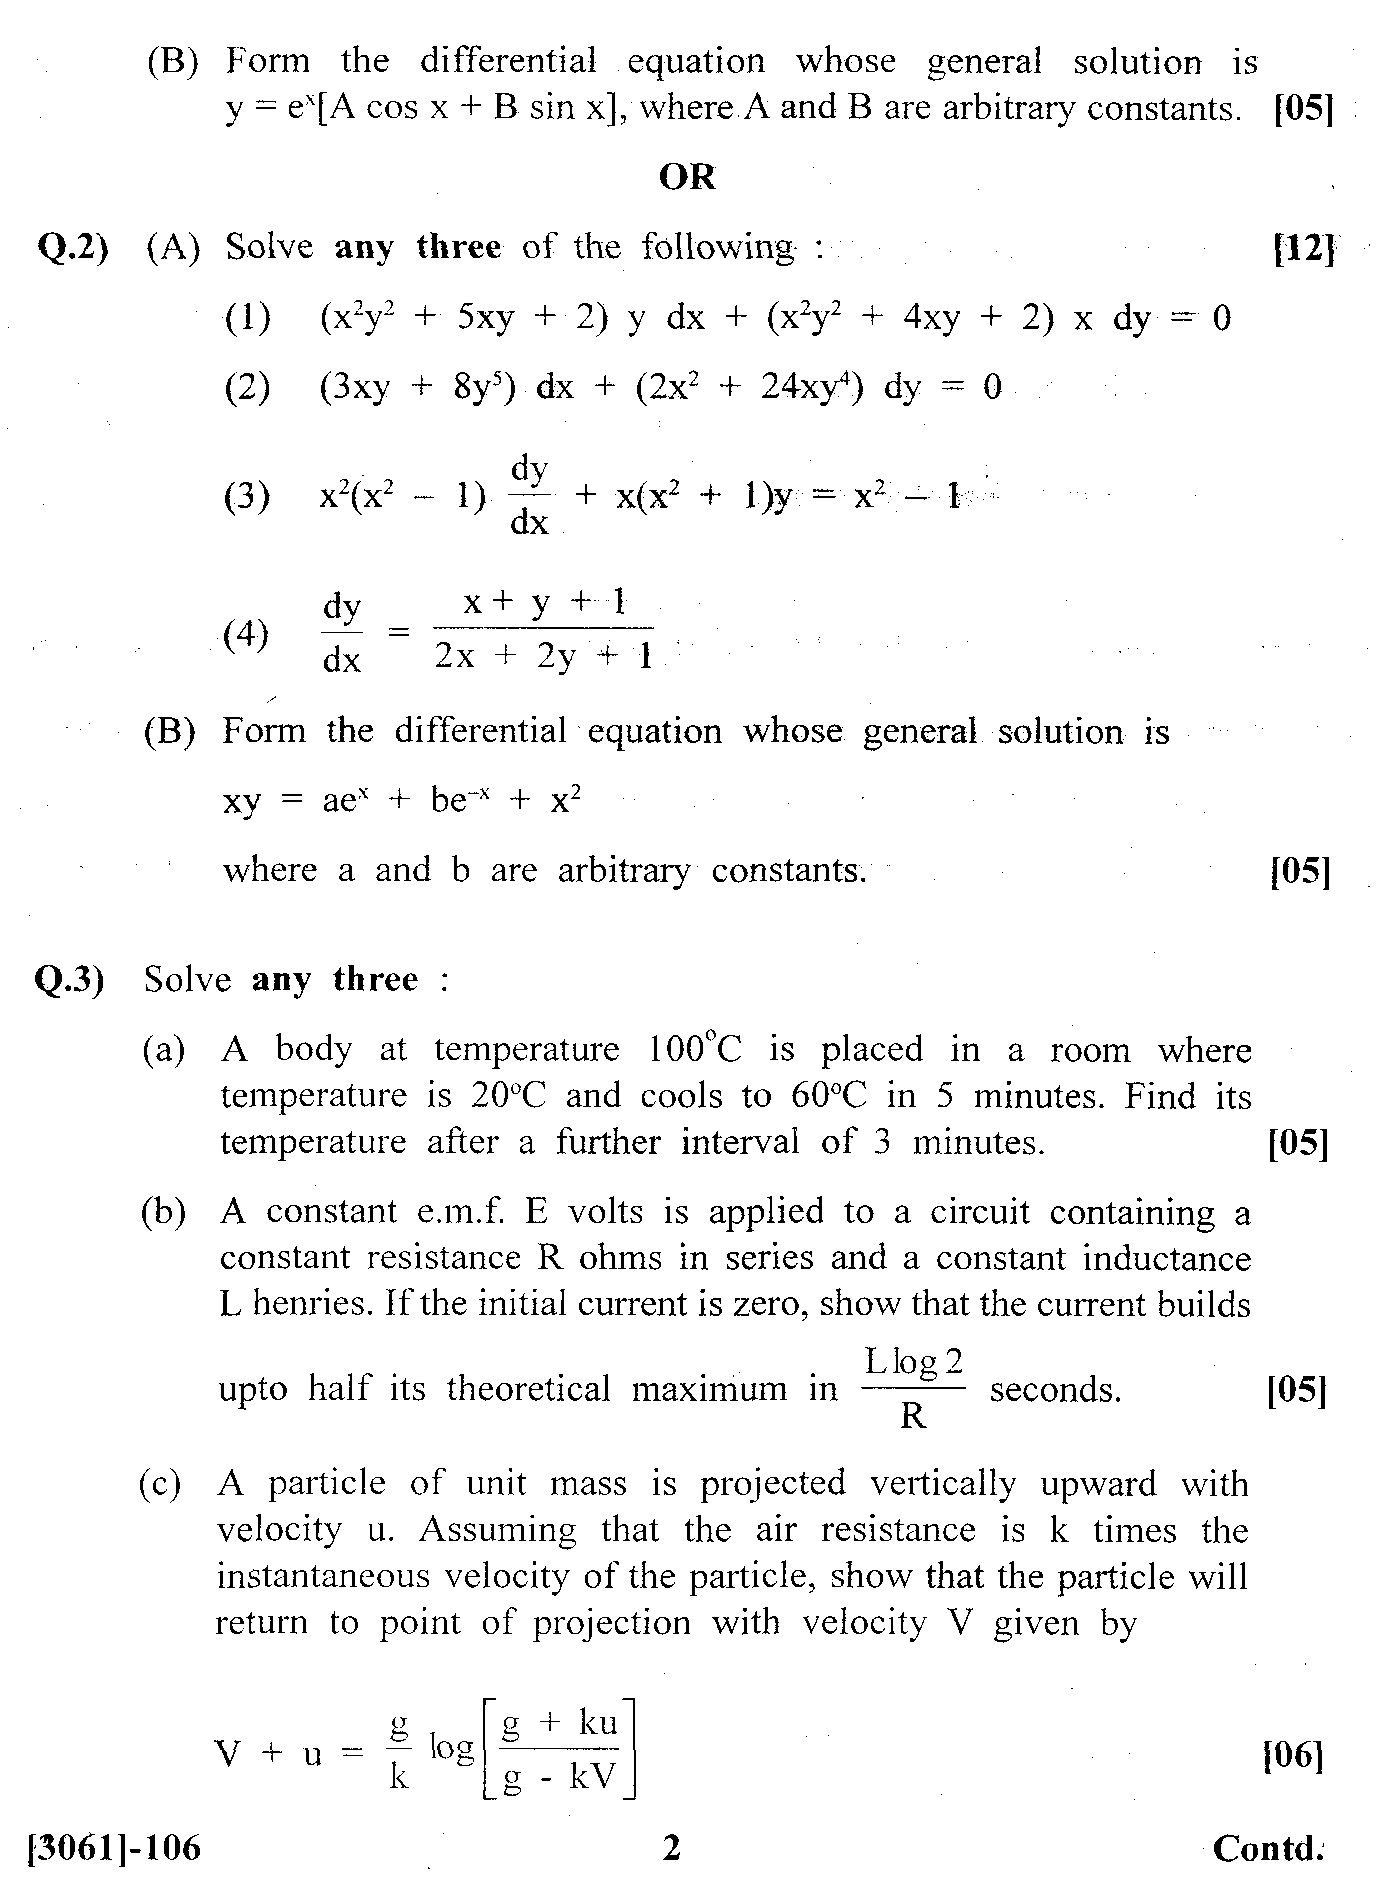 (B) Form the differential equation whose general solution is
y = eˣ[A cos x + B sin x], where A and B are arbitrary constants. [05]
OR
Q.2) (A) Solve any three of the following : [12]
(1) (x²y² + 5xy + 2) y dx + (x²y² + 4xy + 2) x dy = 0
(2) (3xy + 8y⁵) dx + (2x² + 24xy⁴) dy = 0
(3) x²(x² − 1) dy/dx + x(x² + 1)y = x² − 1
(4) dy/dx = (x + y + 1)/(2x + 2y + 1)
(B) Form the differential equation whose general solution is
xy = aeˣ + be⁻ˣ + x²
where a and b are arbitrary constants. [05]
Q.3) Solve any three :
(a) A body at temperature 100°C is placed in a room where
temperature is 20°C and cools to 60°C in 5 minutes. Find its
temperature after a further interval of 3 minutes. [05]
(b) A constant e.m.f. E volts is applied to a circuit containing a
constant resistance R ohms in series and a constant inductance
L henries. If the initial current is zero, show that the current builds
upto half its theoretical maximum in L log 2/R seconds. [05]
(c) A particle of unit mass is projected vertically upward with
velocity u. Assuming that the air resistance is k times the
instantaneous velocity of the particle, show that the particle will
return to point of projection with velocity V given by
V + u = g/k log[(g + ku)/(g - kV)] [06]
[3061]-106 2 Contd.